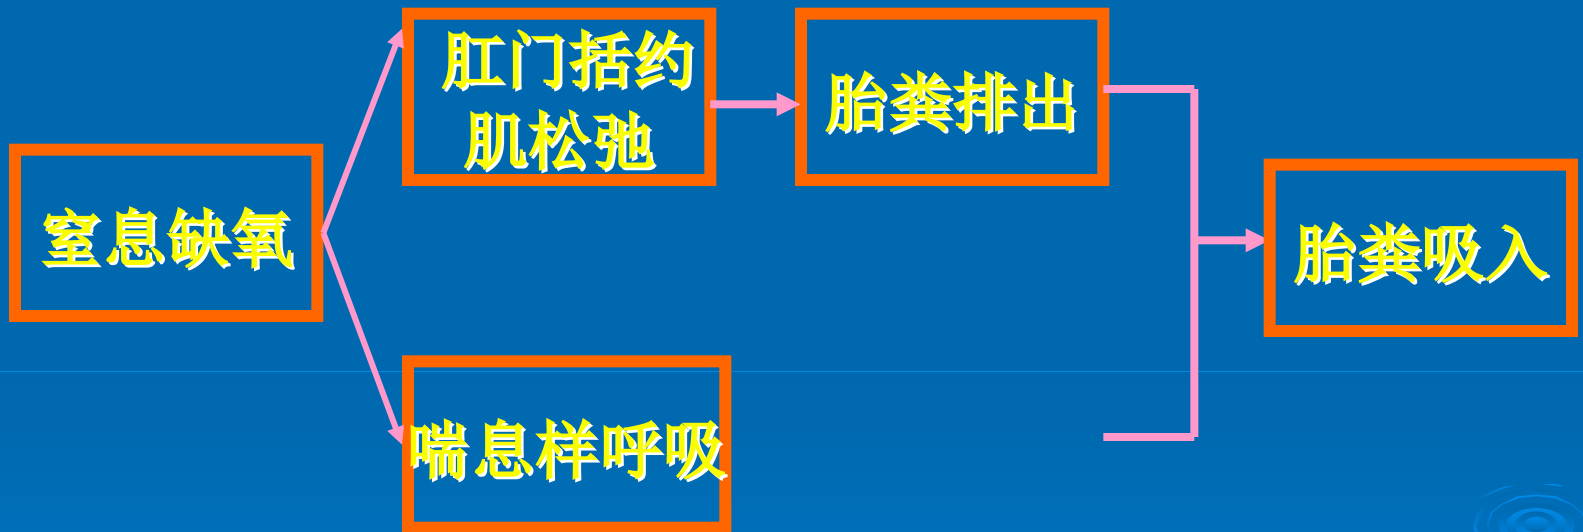 窒息缺氧
肛门括约
肌松弛
胎粪排出
喘息样呼吸
胎粪吸入